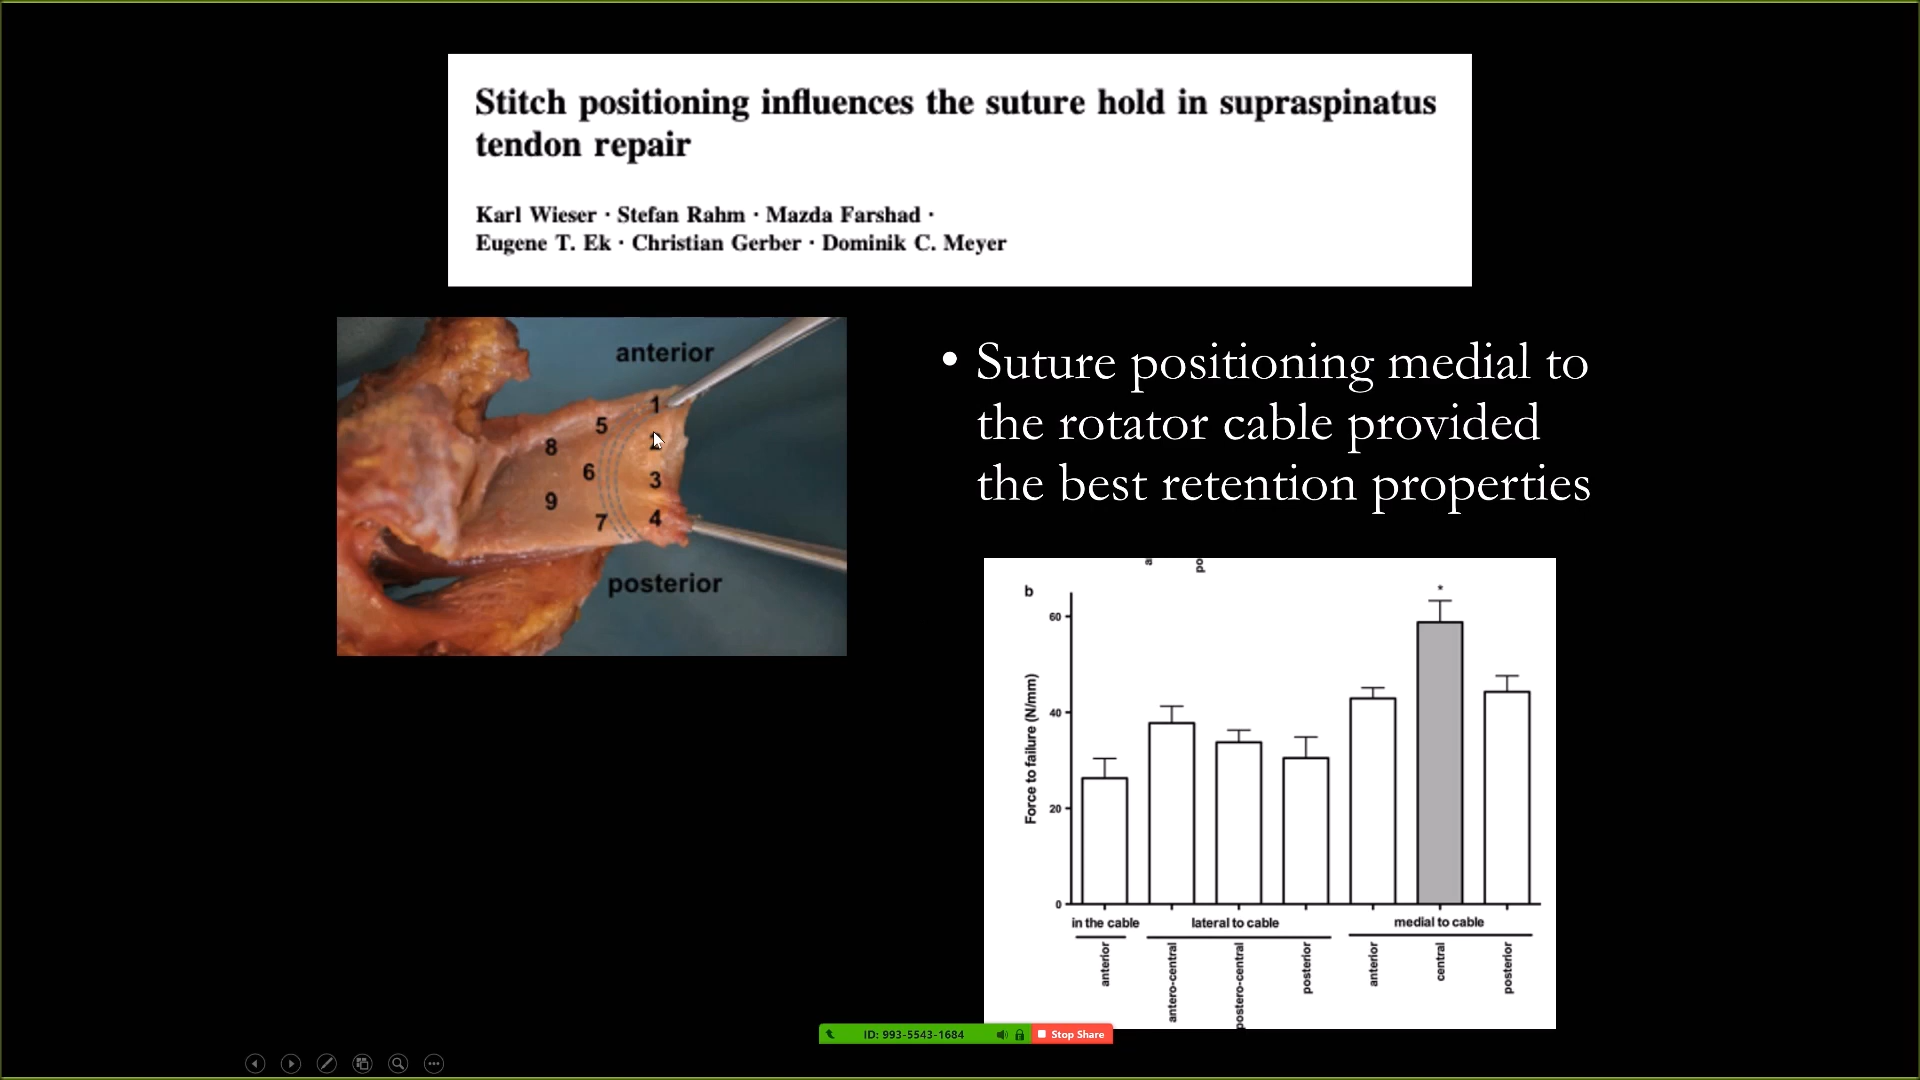 Stitch positioning influences the suture hold in supraspinatus
tendon repair
Karl Wieser · Stefan Rahm · Mazda Farshad ·
Eugene T. Ek · Christian Gerber · Dominik C. Meyer
anterior
1
5
8
6
3
9
7
4
posterior
• Suture positioning medial to
the rotator cable provided
the best retention properties
b
*
60
40
20
0
Force to failure (N/mm)
in the cable
lateral to cable
medial to cable
anterior
antero-central
postero-central
posterior
anterior
central
posterior
ID: 993-5543-1684
Stop Share